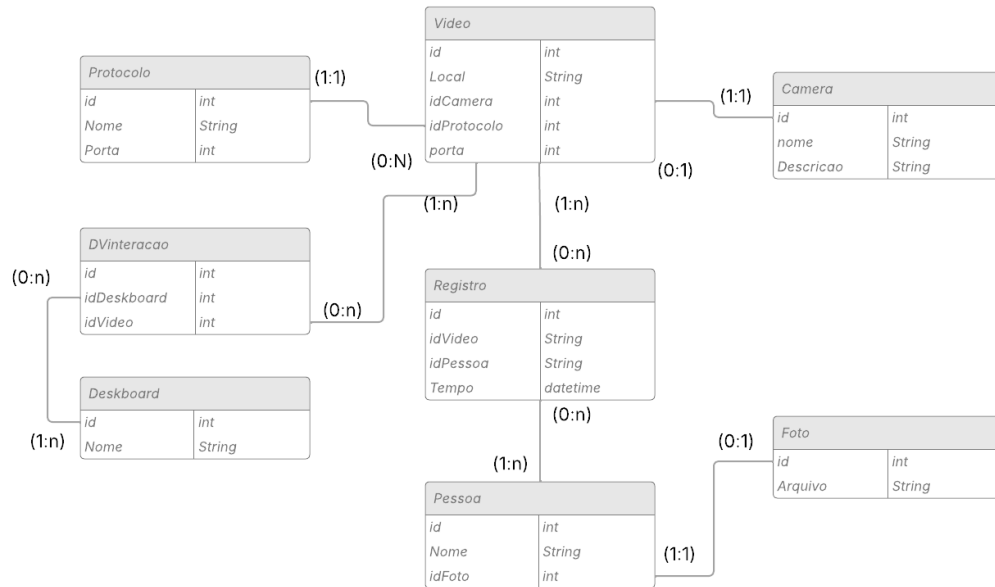 Video
id int
Local String
idCamera int
idProtocolo int
porta int
Protocolo
id int
Nome String
Porta int
(1:1)
(0:N)
(1:1)
(0:1)
Camera
id int
nome String
Descricao String
(1:n)
(1:n)
(0:n)
DVinteracao
id int
idDeskboard int
idVideo int
(0:n)
(0:n)
Deskboard
id int
Nome String
(1:n)
Registro
id int
idVideo String
idPessoa String
Tempo datetime
(0:n)
(1:n)
Pessoa
id int
Nome String
idFoto int
(1:1)
(0:1)
Foto
id int
Arquivo String